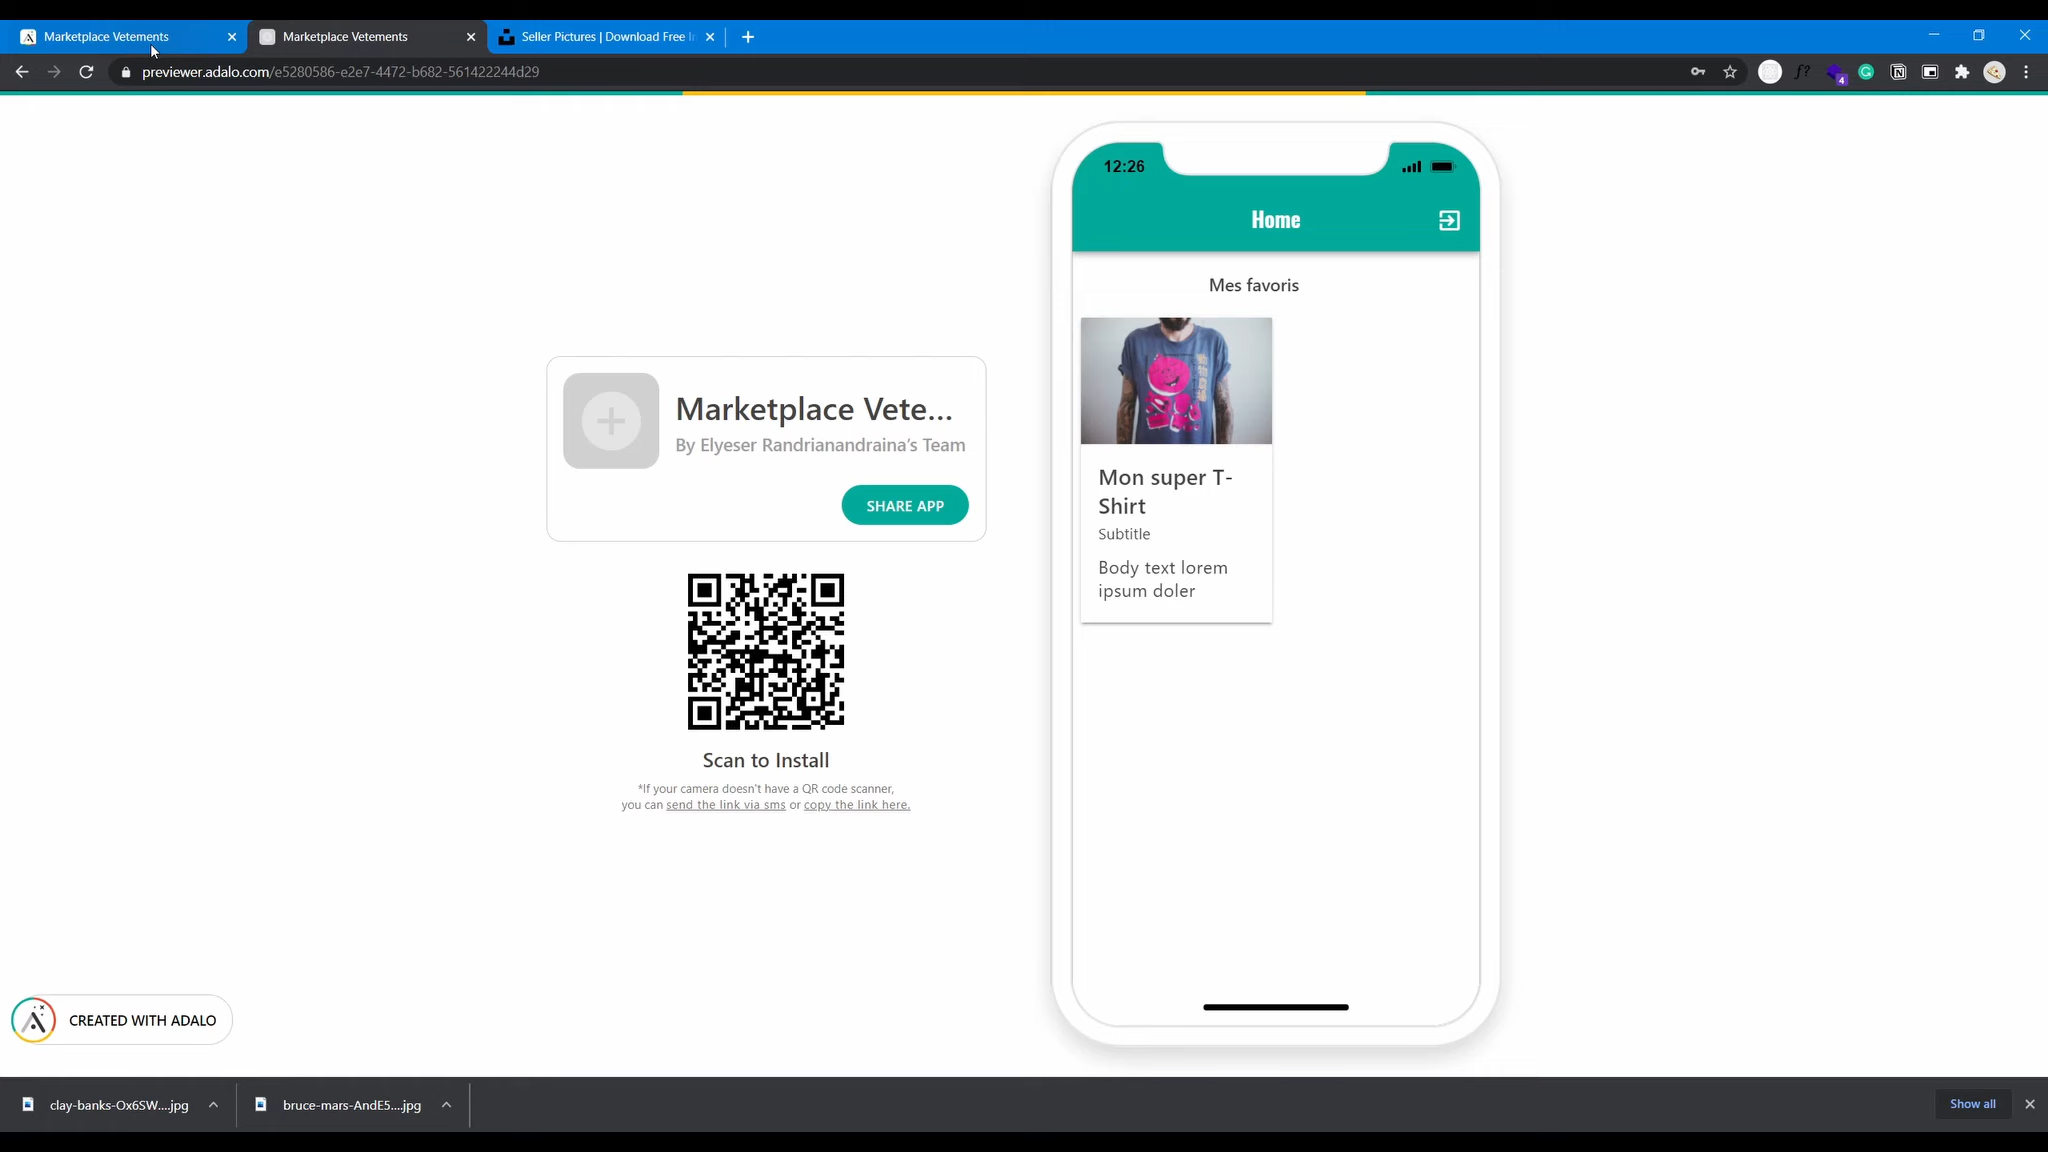 Marketplace Vetements
Marketplace Vetements
Seller Pictures | Download Free In
previewer.adalo.com/e5280586-e2e7-4472-b682-561422244d29
f?
4
12:26
Home
Mes favoris
Mon super T-
Shirt
Subtitle
Body text lorem
ipsum doler
Marketplace Vete...
By Elyeser Randrianandraina's Team
SHARE APP
Scan to Install
*If your camera doesn't have a QR code scanner,
you can send the link via sms or copy the link here.
CREATED WITH ADALO
clay-banks-Ox6SW....jpg
bruce-mars-AndE5....jpg
Show all